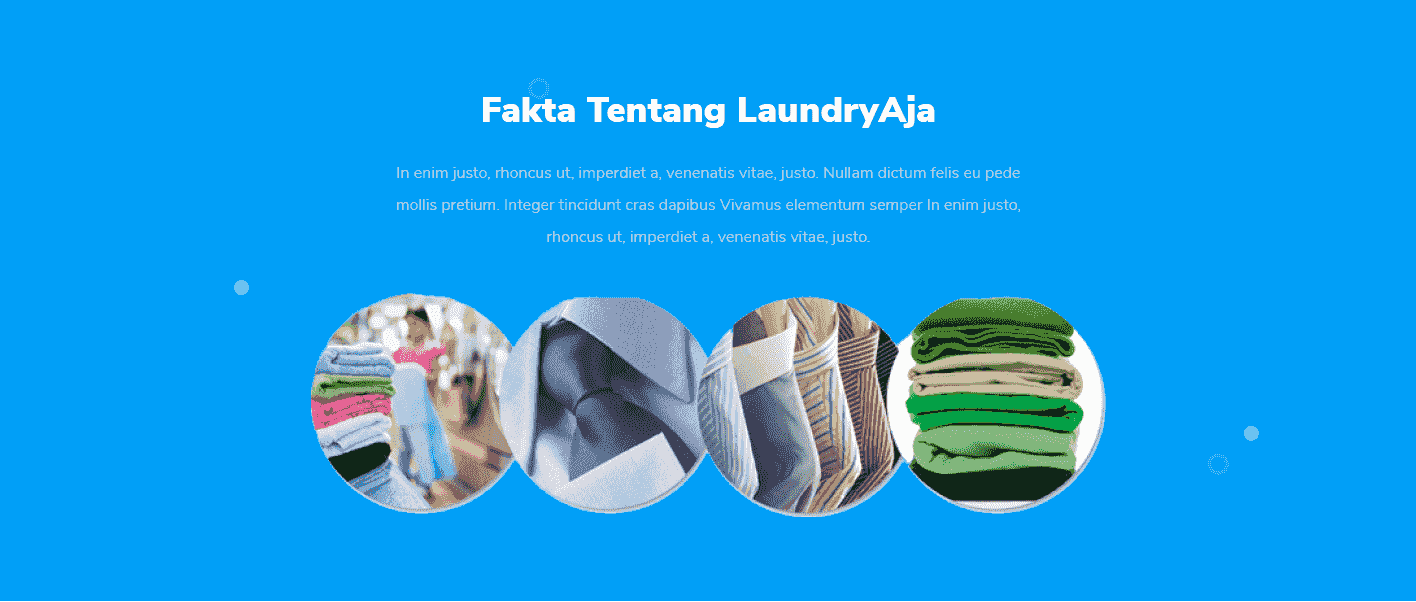 Fakta Tentang LaundryAja
In enim justo, rhoncus ut, imperdiet a, venenatis vitae, justo. Nullam dictum felis eu pede
mollis pretium. Integer tincidunt cras dapibus Vivamus elementum semper In enim justo,
rhoncus ut, imperdiet a, venenatis vitae, justo.